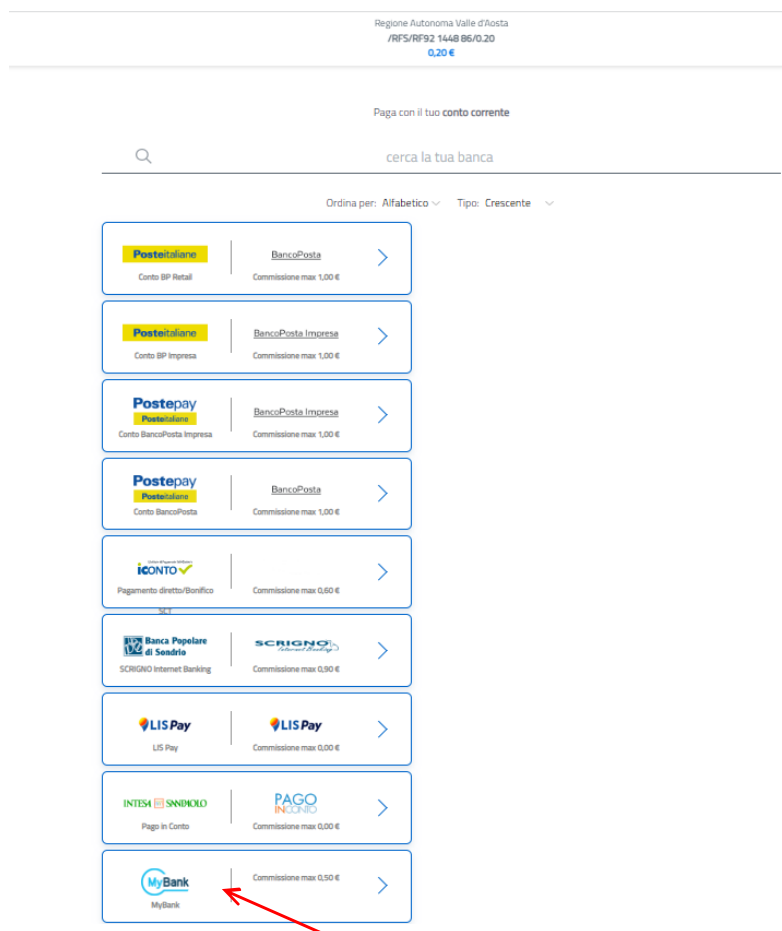 Regione Autonoma Valle d'Aosta
/RFS/RF92 1448 86/0.20
0,20 €
Paga con il tuo conto corrente
cerca la tua banca
Ordina per: Alfabetico Tipo: Crescente
Posteitaliane BancoPosta
Conto BP Retail Commissione max 1,00 €
Posteitaliane BancoPosta Impresa
Conto BP Impresa Commissione max 1,00 €
Postepay
Posteitaliane BancoPosta Impresa
Conto BancoPosta Impresa Commissione max 1,00 €
Postepay
Posteitaliane BancoPosta
Conto BancoPosta Commissione max 1,00 €
iCONTO
Pagamento diretto/Bonifico Commissione max 0,60 €
SCT
Banca Popolare
di Sondrio
SCRIGNO
Internet Banking
SCRIGNO Internet Banking Commissione max 0,90 €
LIS Pay LIS Pay
LIS Pay Commissione max 0,00 €
INTESA SANPAOLO PAGO
INCONTO
Pago in Conto Commissione max 0,00 €
MyBank Commissione max 0,50 €
MyBank